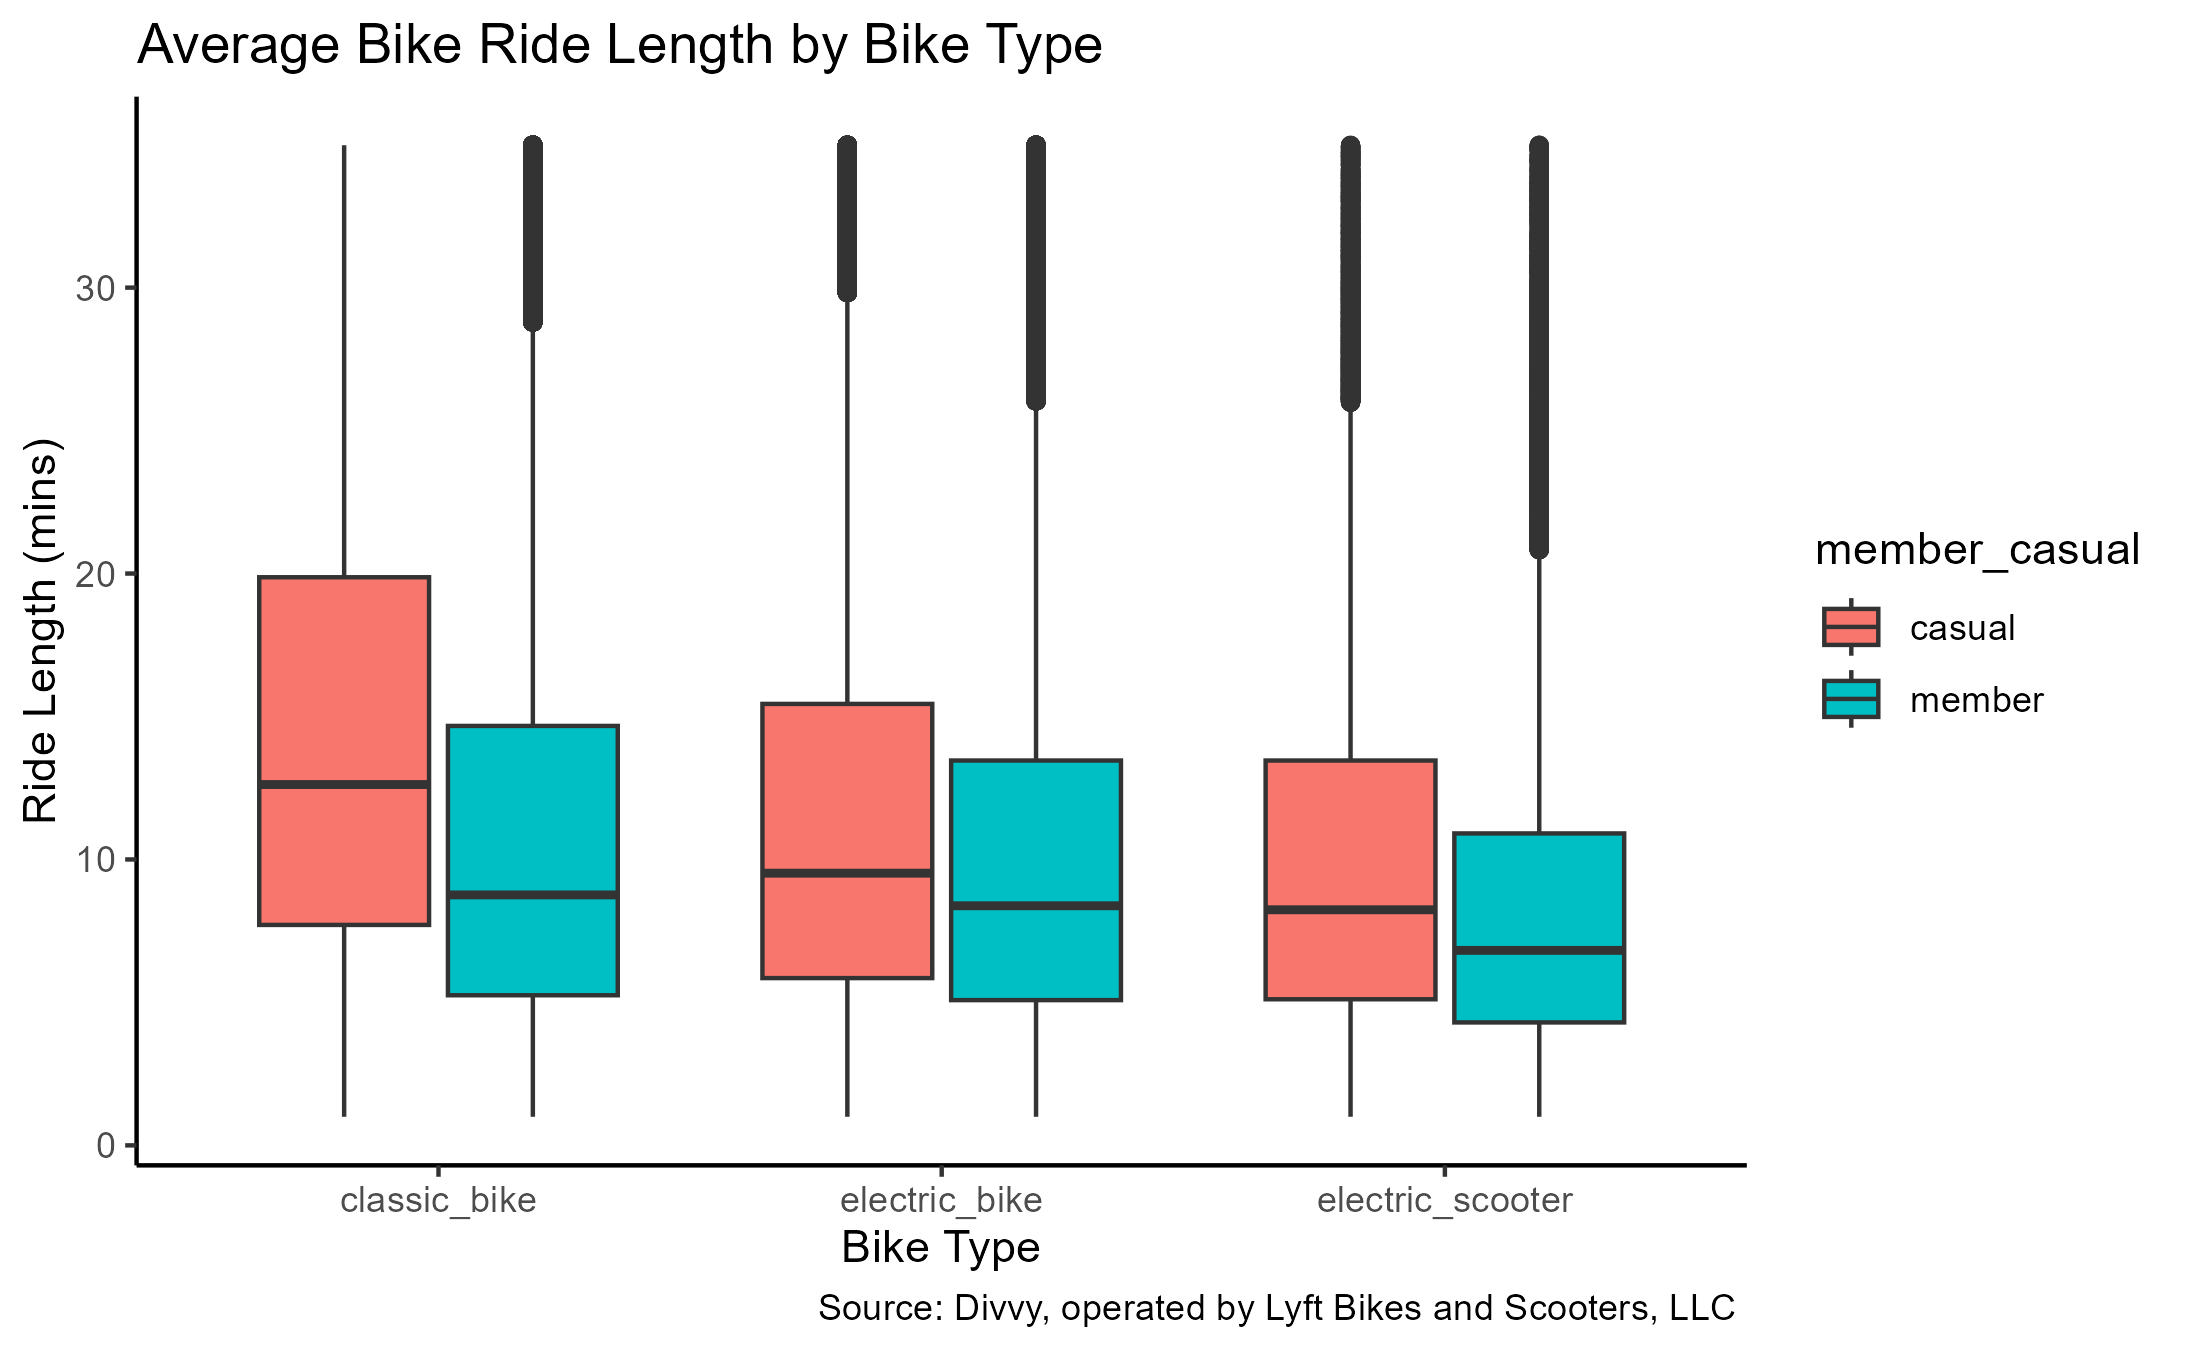 Average Bike Ride Length by Bike Type
Ride Length (mins)
30
20
10
0
classic_bike
electric_bike
electric_scooter
Bike Type
Source: Divvy, operated by Lyft Bikes and Scooters, LLC
member_casual
casual
member